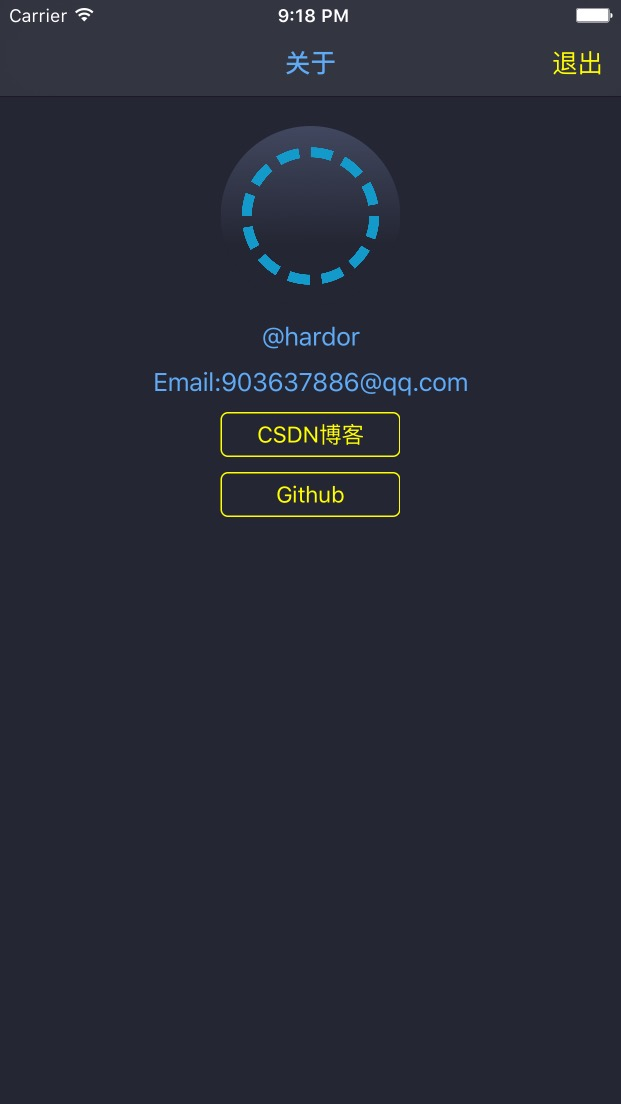 Carrier 9:18 PM
关于 退出
@hardor
Email:903637886@qq.com
CSDN博客
Github